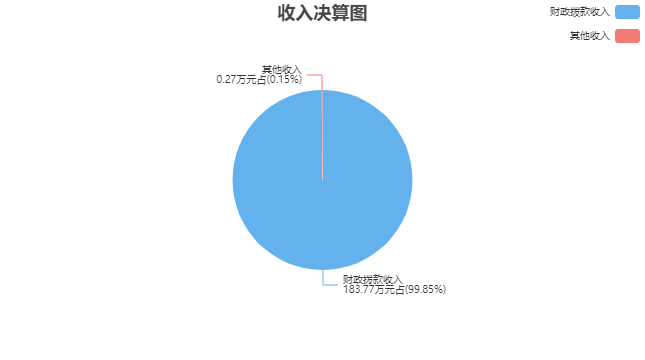 收入决算图
财政拨款收入
其他收入
其他收入
0.27万元占(0.15%)
财政拨款收入
183.77万元占(99.85%)